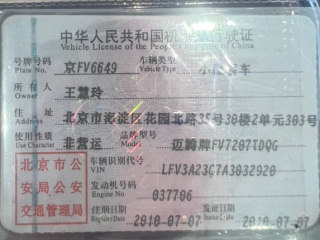 中华人民共和国机动车行驶证
Vehicle License of the People's Republic of China
号牌号码 京FV6649 车辆类型 小型轿车
Plate No. Vehicle Type
所有人 王慧玲
Owner
住址 北京市海淀区花园北路35号30楼2单元303号
Address
使用性质 非营运 品牌型号 迈腾牌FV7207TDQG
Use Character Model
北京市公 车辆识别代号 LFV3A23C7A3032920
VIN
安局公安 发动机号码 037706
交通管理局 Engine No.
注册日期 2010-07-07 发证日期 2010-07-07
Register Date Issue Date